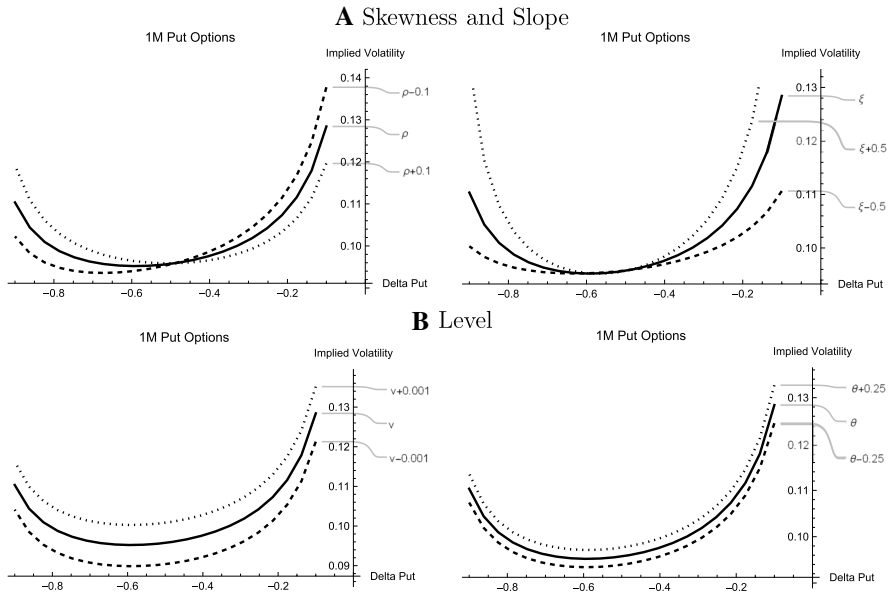 A Skewness and Slope
1M Put Options
Implied Volatility
0.14
0.13
0.12
0.11
0.10
ρ−0.1
ρ
ρ+0.1
−0.8
−0.6
−0.4
−0.2
Delta Put
1M Put Options
Implied Volatility
0.13
0.12
0.11
0.10
ξ
ξ+0.5
ξ−0.5
−0.8
−0.6
−0.4
−0.2
Delta Put
B Level
1M Put Options
Implied Volatility
0.13
0.12
0.11
0.10
0.09
v+0.001
v
v−0.001
−0.8
−0.6
−0.4
−0.2
Delta Put
1M Put Options
Implied Volatility
0.13
0.12
0.11
0.10
θ+0.25
θ
θ−0.25
−0.8
−0.6
−0.4
−0.2
Delta Put